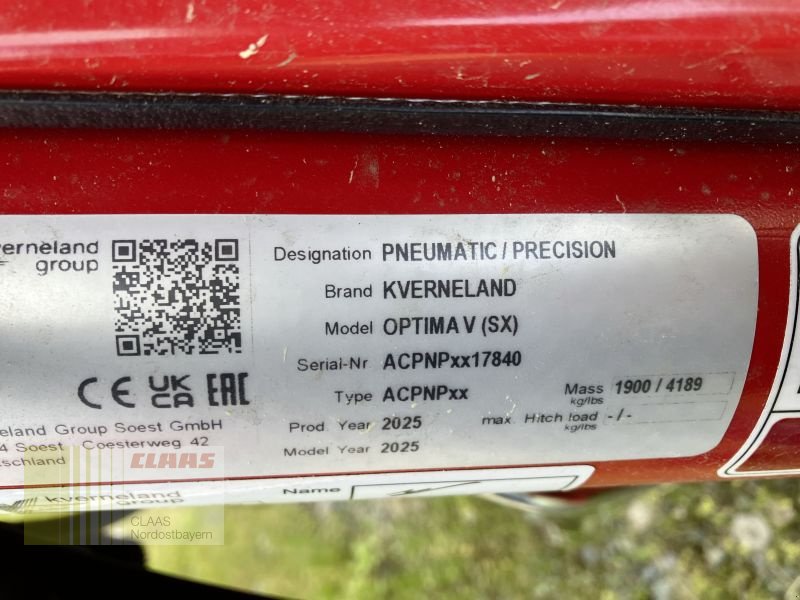 verneland
group
CE UK CA EAC
eland Group Soest GmbH
4 Soest Coesterweg 42
tschland
Designation PNEUMATIC / PRECISION
Brand KVERNELAND
Model OPTIMA V (SX)
Serial-Nr ACPNPxx17840
Type ACPNPxx
Mass kg/lbs 1900 / 4189
Prod. Year 2025
max. Hitch load kg/lbs - / -
Model Year 2025
kverneland
group
Name
CLAAS
CLAAS
Nordostbayern